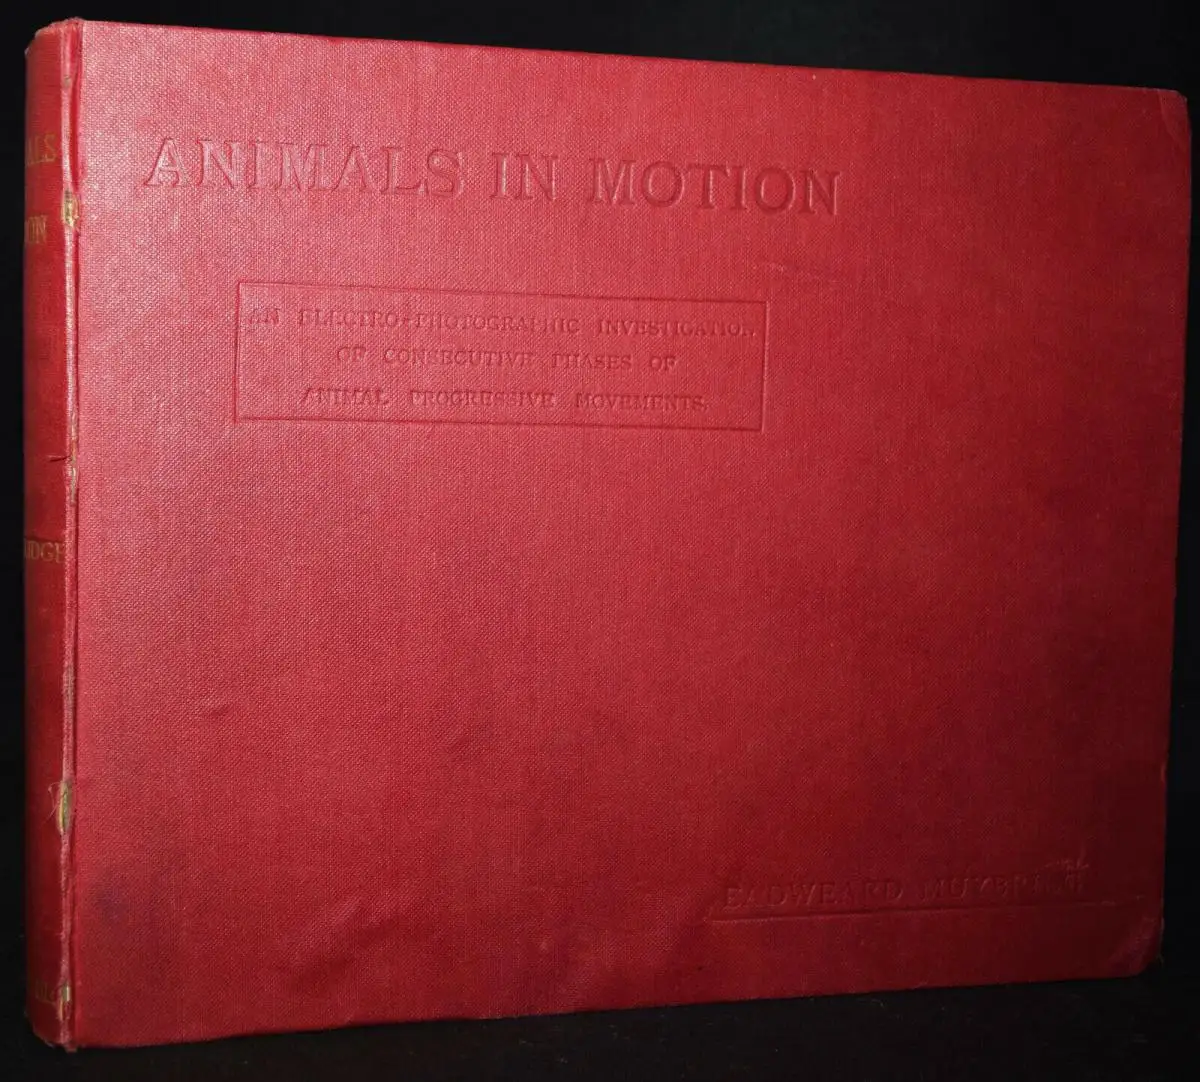 ANIMALS IN MOTION
AN ELECTRO-PHOTOGRAPHIC INVESTIGATION
OF CONSECUTIVE PHASES OF
ANIMAL PROGRESSIVE MOVEMENTS.
EADWEARD MUYBRIDGE